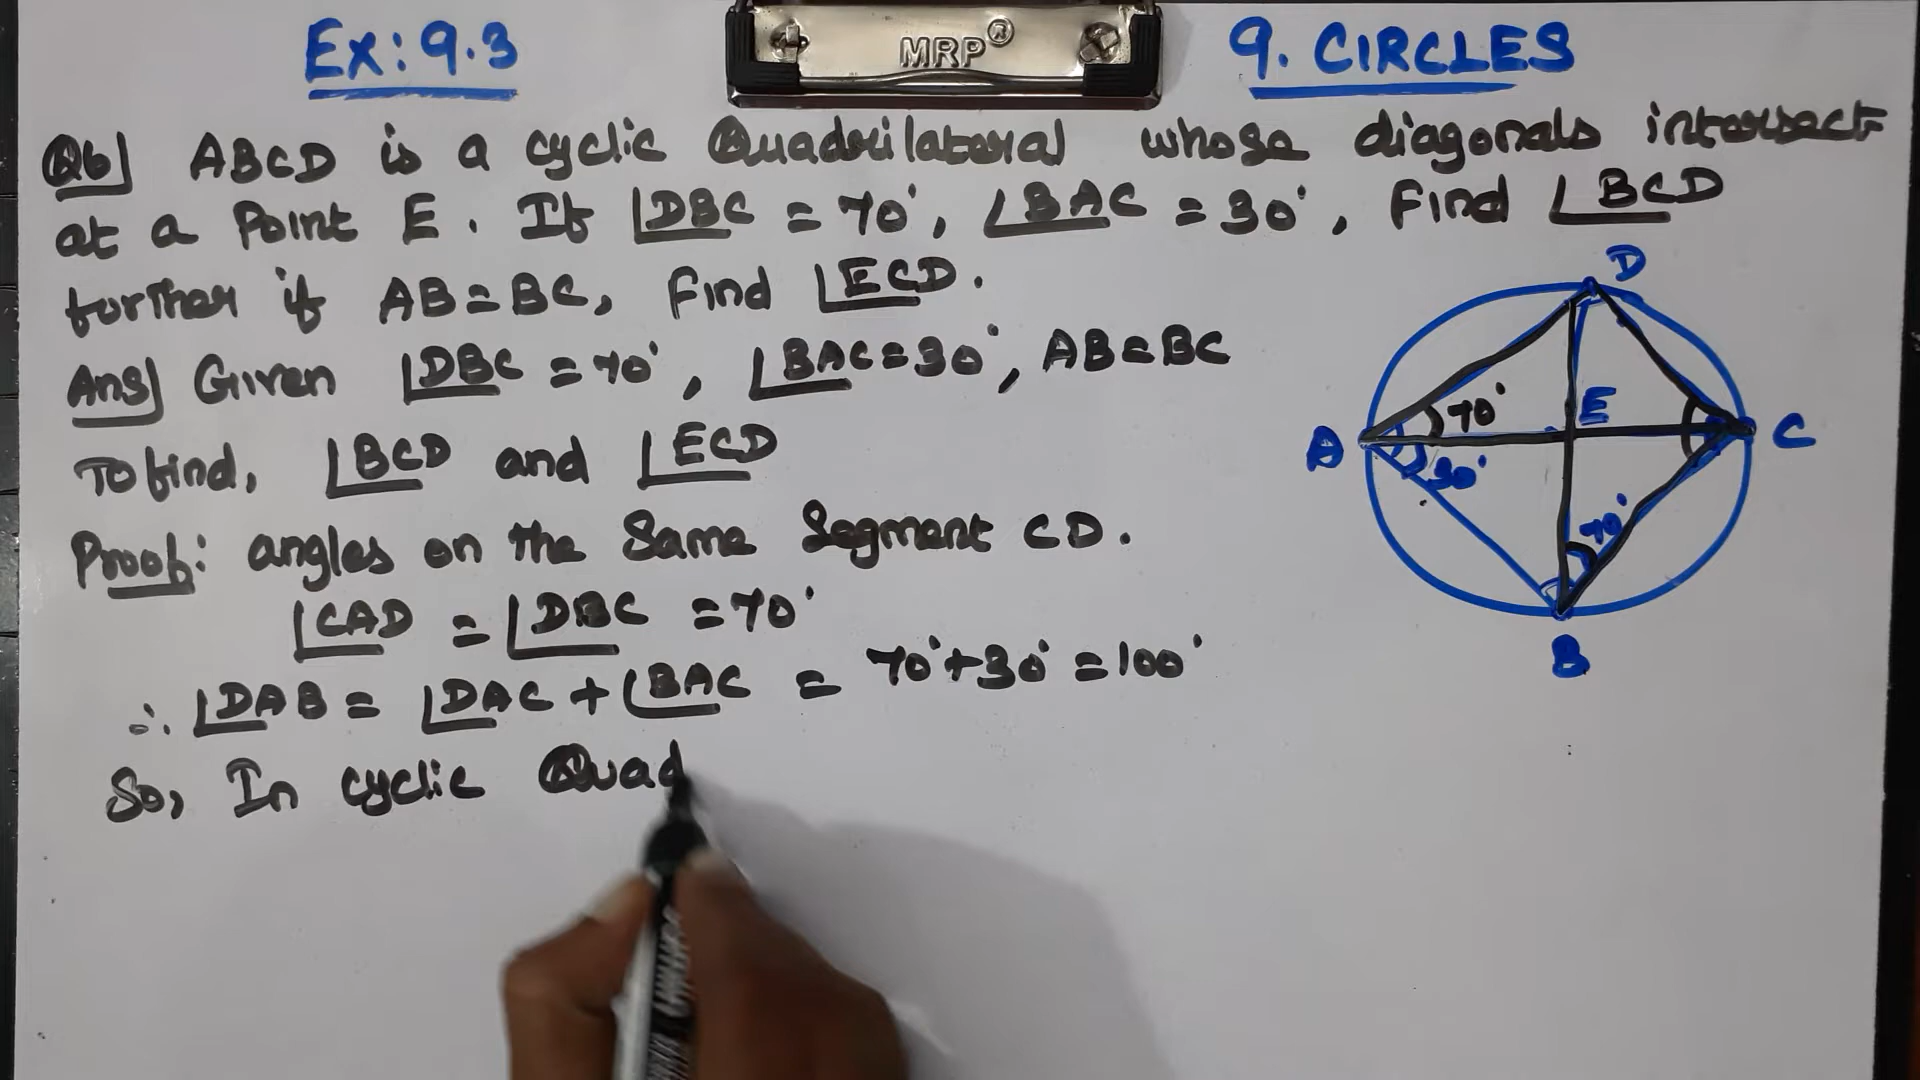 Ex: 9.3
MRP®
9. CIRCLES
Q6] ABCD is a cyclic Quadrilateral whose diagonals intersect
at a Point E. If ∠DBC = 70°, ∠BAC = 30°, Find ∠BCD
further if AB = BC, Find ∠ECD.
Ans] Given ∠DBC = 70°, ∠BAC = 30°, AB = BC
To find, ∠BCD and ∠ECD
Proof: angles on the Same Segment CD.
∠CAD = ∠DBC = 70°
∴ ∠DAB = ∠DAC + ∠BAC = 70° + 30° = 100°
So, In cyclic Quad
D
70°
E
A
C
30°
70°
B